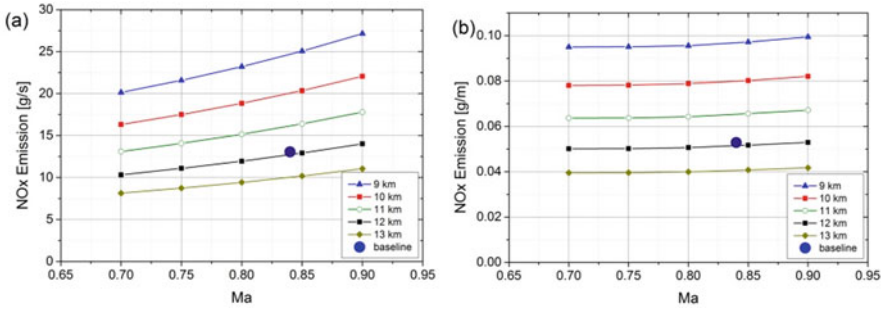 (a)
NOx Emission [g/s]
30
25
20
15
10
5
0
0.65 0.70 0.75 0.80 0.85 0.90 0.95
Ma
9 km
10 km
11 km
12 km
13 km
baseline
(b)
NOx Emission [g/m]
0.10
0.08
0.06
0.04
0.02
0.00
0.65 0.70 0.75 0.80 0.85 0.90 0.95
Ma
9 km
10 km
11 km
12 km
13 km
baseline